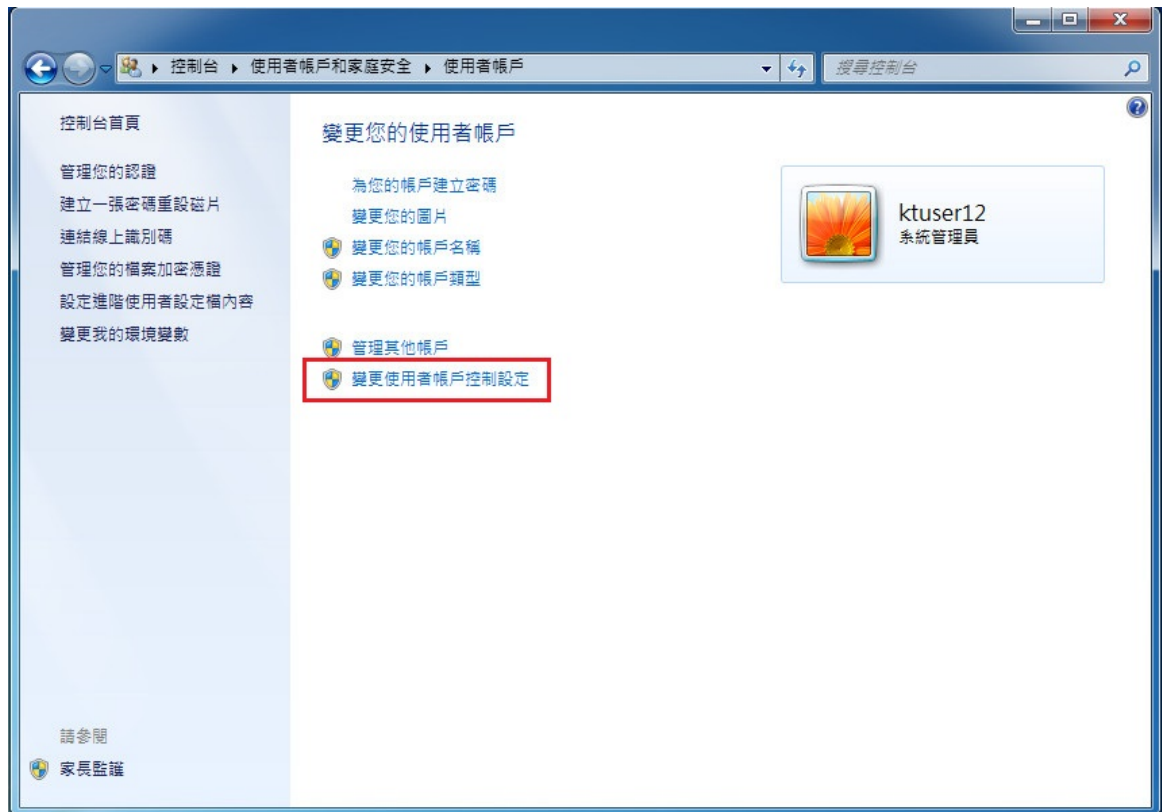 控制台 ▸ 使用者帳戶和家庭安全 ▸ 使用者帳戶
搜尋控制台
控制台首頁
管理您的認證
建立一張密碼重設磁片
連結線上識別碼
管理您的檔案加密憑證
設定進階使用者設定檔內容
變更我的環境變數
變更您的使用者帳戶
為您的帳戶建立密碼
變更您的圖片
變更您的帳戶名稱
變更您的帳戶類型
管理其他帳戶
變更使用者帳戶控制設定
ktuser12
系統管理員
請參閱
家長監護